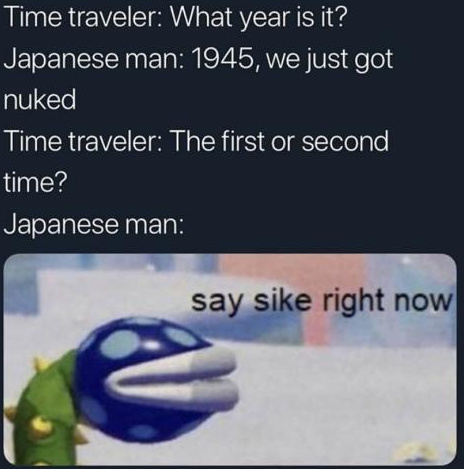 Time traveler: What year is it?
Japanese man: 1945, we just got
nuked
Time traveler: The first or second
time?
Japanese man:
say sike right now